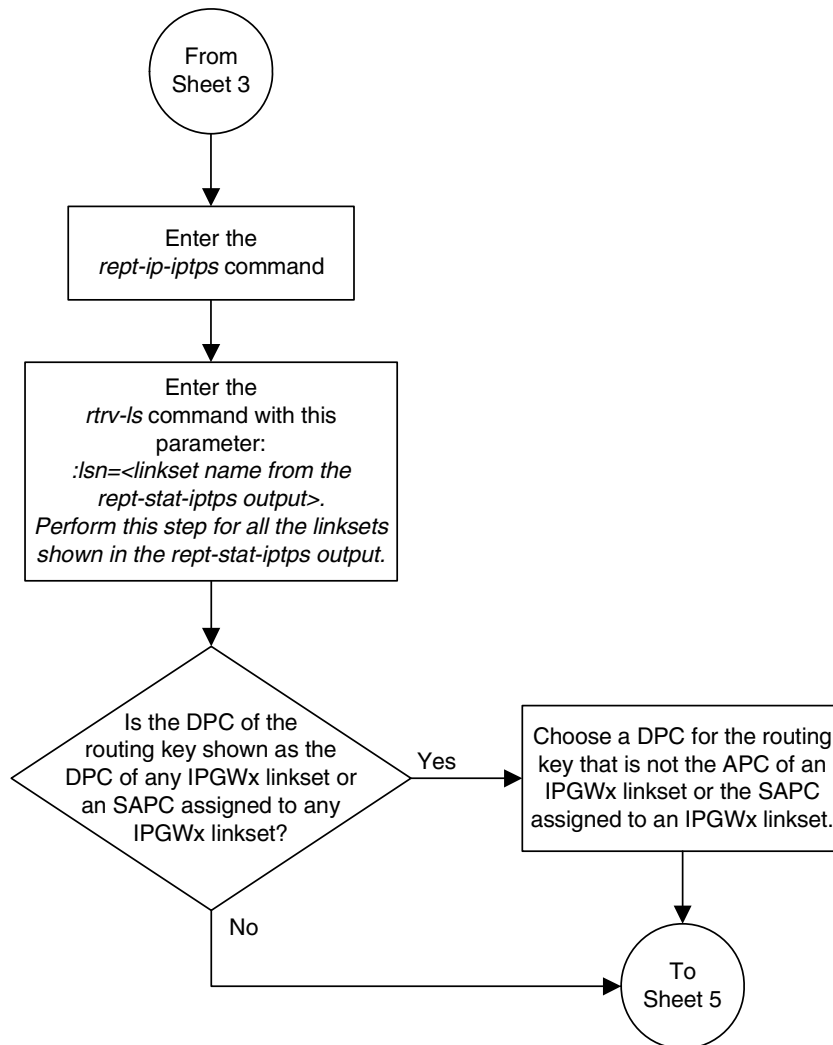 From
Sheet 3
Enter the
rept-ip-iptps command
Enter the
rtrv-ls command with this
parameter:
:lsn=<linkset name from the
rept-stat-iptps output>.
Perform this step for all the linksets
shown in the rept-stat-iptps output.
Is the DPC of the
routing key shown as the
DPC of any IPGWx linkset or
an SAPC assigned to any
IPGWx linkset?
Yes
Choose a DPC for the routing
key that is not the APC of an
IPGWx linkset or the SAPC
assigned to an IPGWx linkset.
No
To
Sheet 5